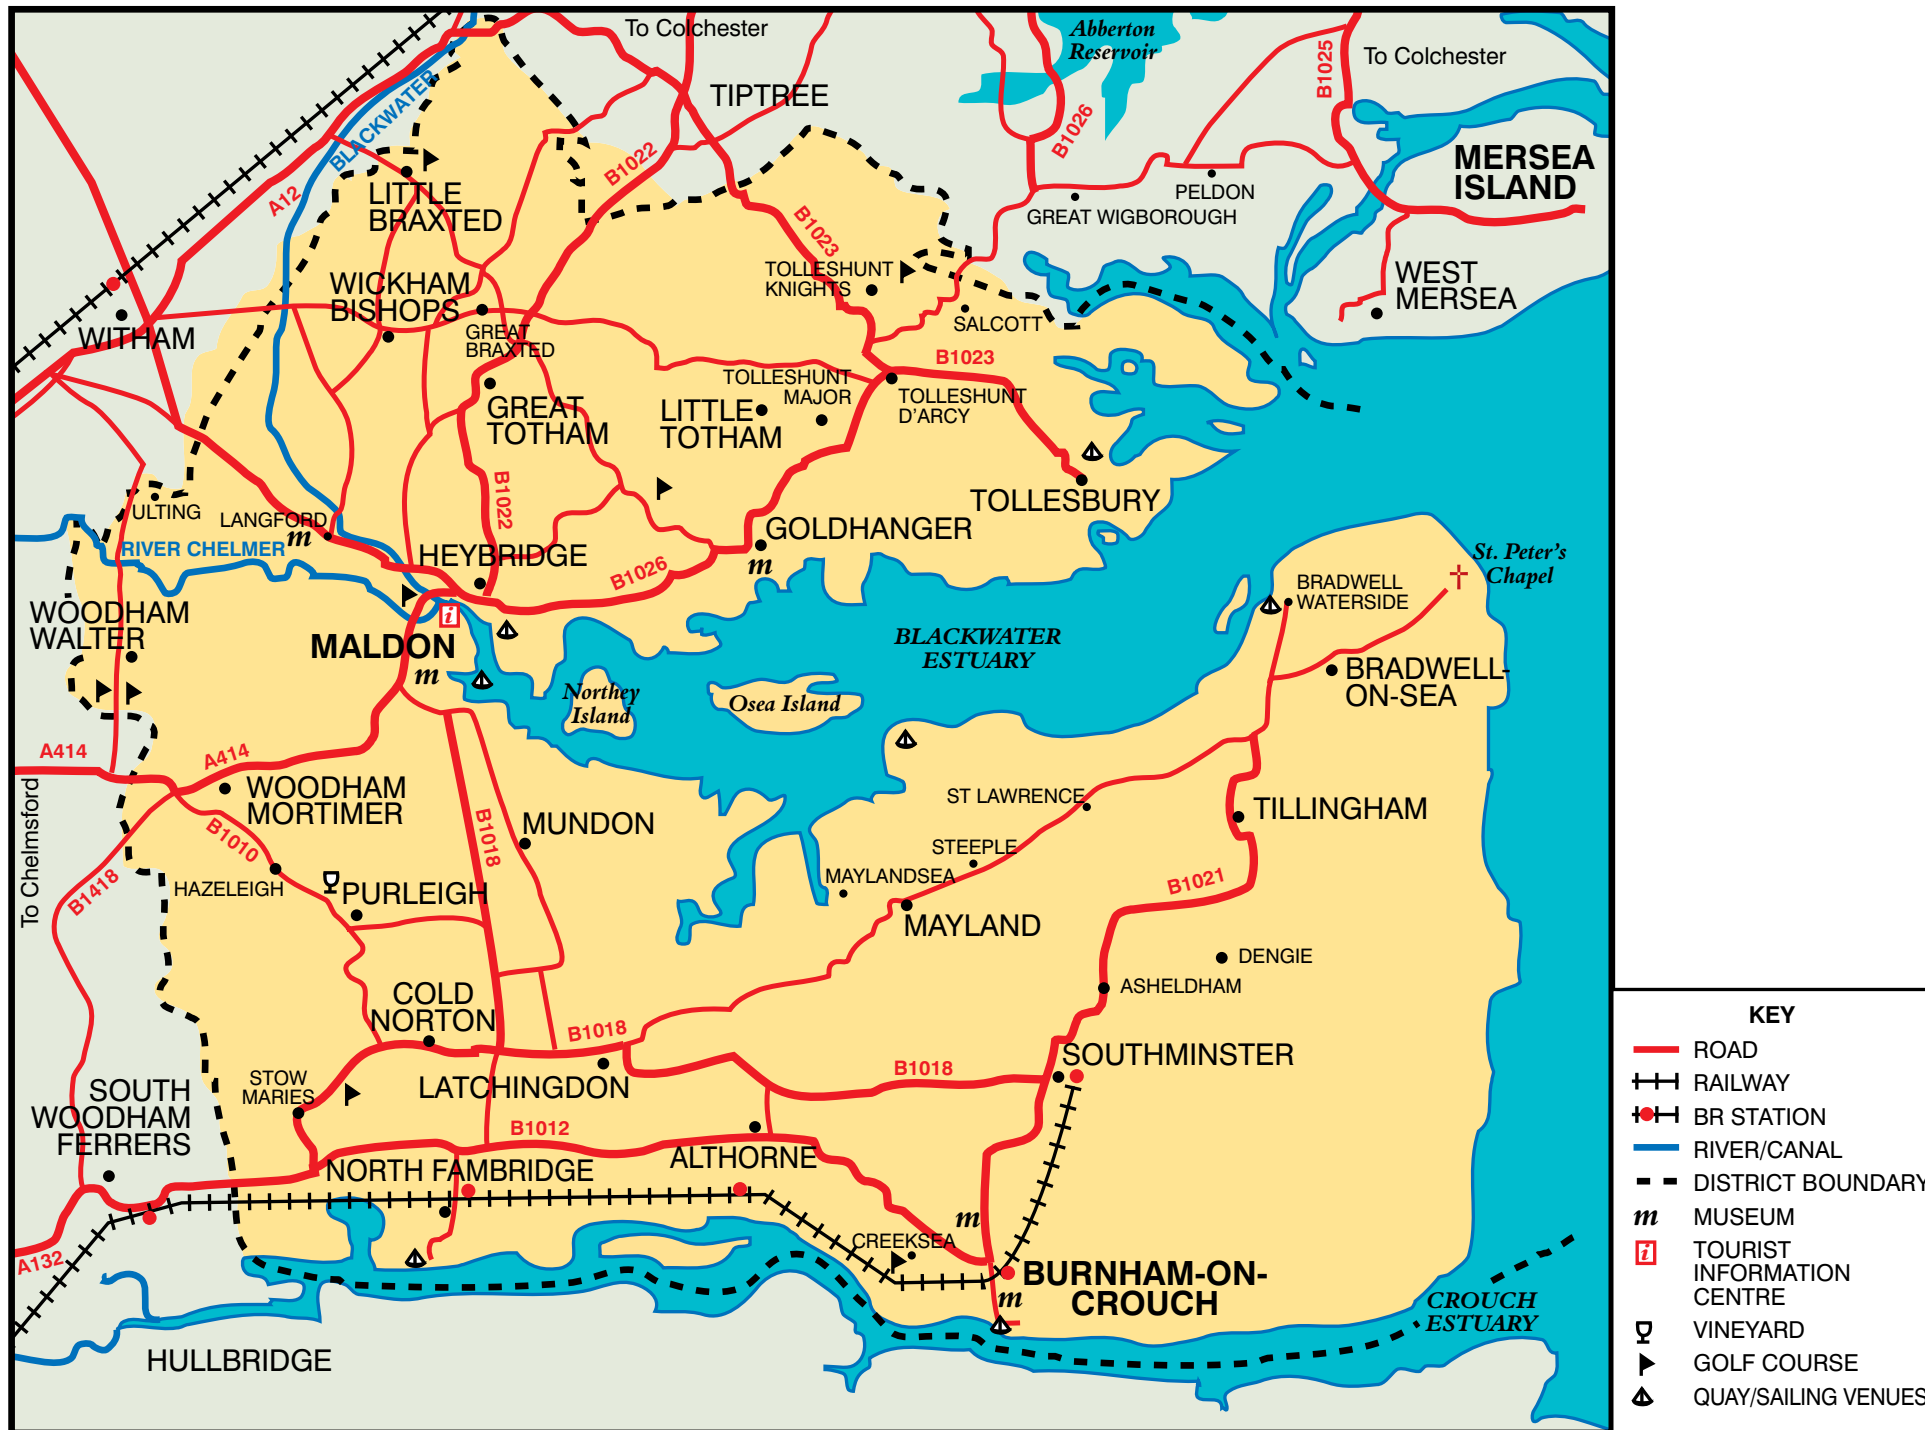 To Colchester
Abberton
Reservoir
B1025
To Colchester
TIPTREE
BLACKWATER
B1026
B1022
MERSEA
ISLAND
A12
LITTLE
BRAXTED
PELDON
GREAT WIGBOROUGH
B1023
TOLLESHUNT
KNIGHTS
WICKHAM
BISHOPS
WEST
MERSEA
WITHAM
GREAT
BRAXTED
SALCOTT
B1023
TOLLESHUNT
MAJOR
TOLLESHUNT
D'ARCY
GREAT
TOTHAM
LITTLE
TOTHAM
B1022
TOLLESBURY
ULTING
LANGFORD
m
RIVER CHELMER
HEYBRIDGE
GOLDHANGER
m
B1026
St. Peter's
Chapel
BRADWELL
WATERSIDE
WOODHAM
WALTER
i
MALDON
m
BLACKWATER
ESTUARY
BRADWELL-
ON-SEA
Northey
Island
Osea Island
A414
A414
To Chelmsford
WOODHAM
MORTIMER
ST LAWRENCE
TILLINGHAM
MUNDON
B1018
B1010
STEEPLE
B1418
HAZELEIGH
PURLEIGH
MAYLANDSEA
B1021
MAYLAND
DENGIE
ASHELDHAM
COLD
NORTON
B1018
SOUTHMINSTER
B1018
STOW
MARIES
LATCHINGDON
SOUTH
WOODHAM
FERRERS
B1012
NORTH FAMBRIDGE
ALTHORNE
m
CREEKSEA
A132
BURNHAM-ON-
CROUCH
m
CROUCH
ESTUARY
HULLBRIDGE
KEY
ROAD
RAILWAY
BR STATION
RIVER/CANAL
DISTRICT BOUNDARY
m MUSEUM
i TOURIST
INFORMATION
CENTRE
VINEYARD
GOLF COURSE
QUAY/SAILING VENUES